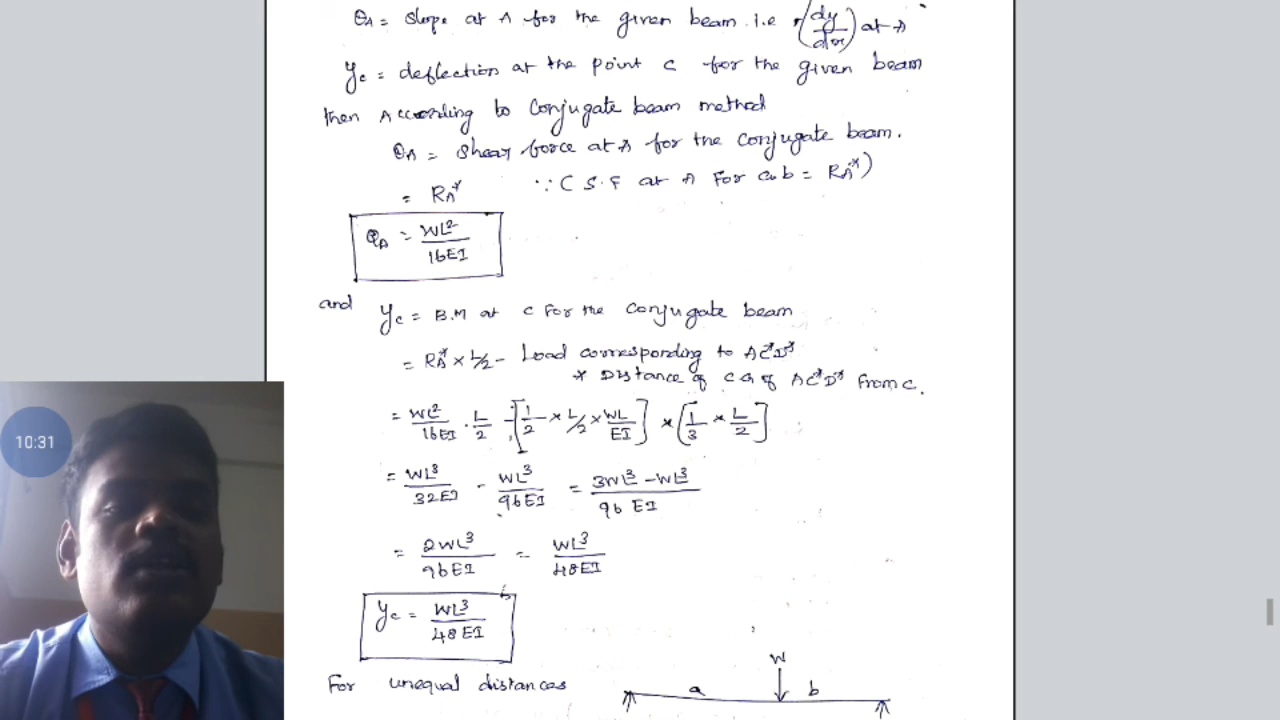 θA = slope at A for the given beam i.e (dy/dx) at A
yc = deflection at the point c for the given beam
then According to conjugate beam method
θA = shear force at A for the conjugate beam.
= RA* ∵ ( S.F at A For c.b = RA*)
θA = WL²/16EI
and yc = B.M at c For the conjugate beam
= RA* × L/2 - Load corresponding to AC*D*
* Distance of C G of AC*D* from c.
= WL²/16EI · L/2 - [1/2 × L/2 × WL/EI] × [1/3 × L/2]
= WL³/32EI - WL³/96EI = 3WL³ - WL³/96 EI
= 2WL³/96EI = WL³/48EI
yc = WL³/48EI
10:31
For unequal distances
W
a b